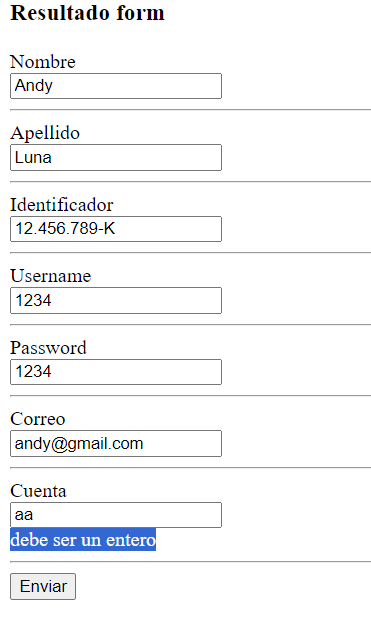 Resultado form
Nombre
Andy
Apellido
Luna
Identificador
12.456.789-K
Username
1234
Password
1234
Correo
andy@gmail.com
Cuenta
aa
debe ser un entero
Enviar